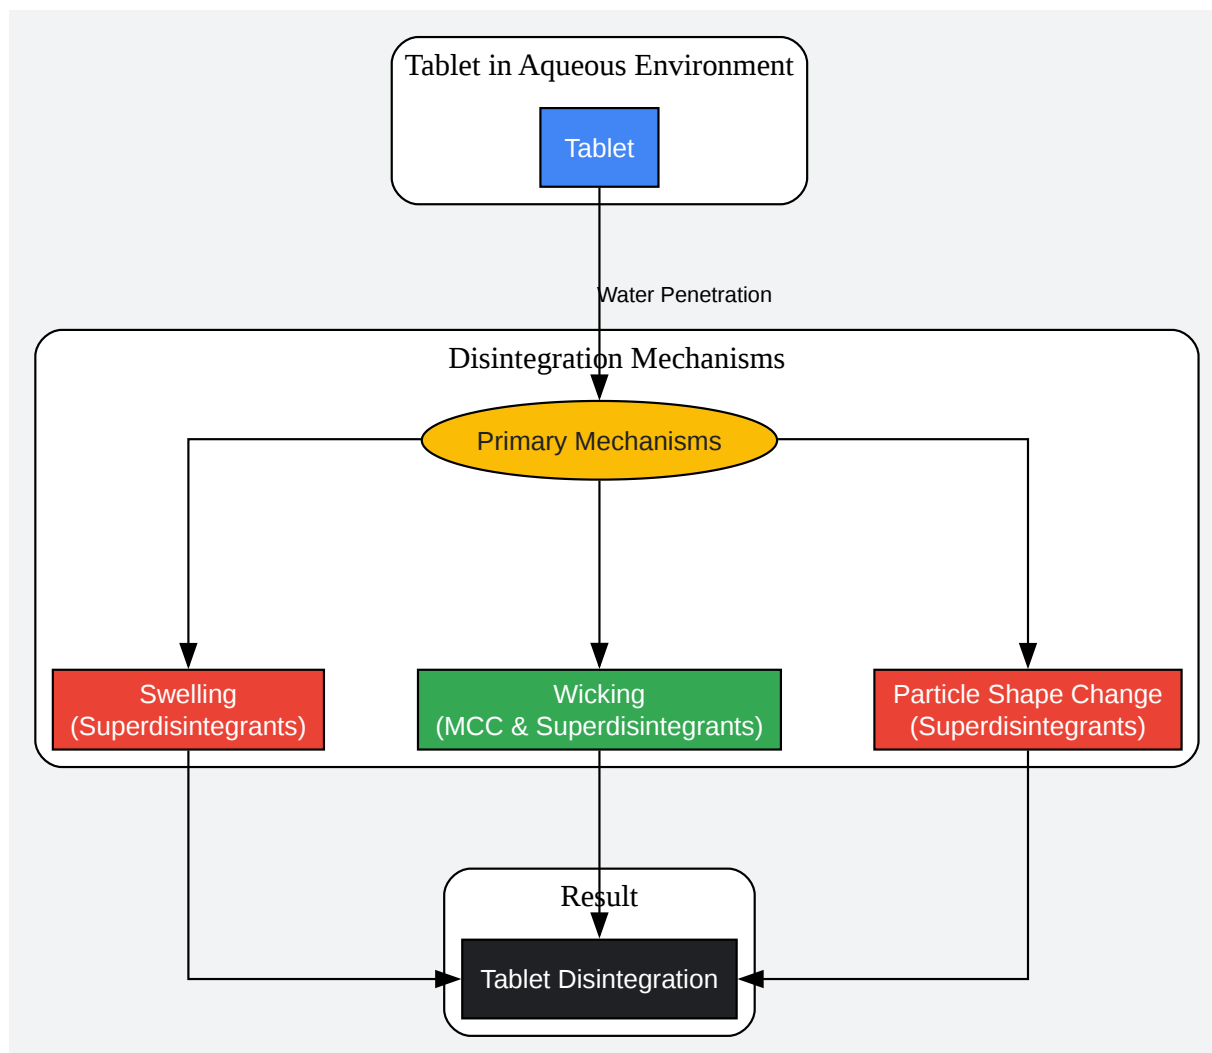 Tablet in Aqueous Environment
Tablet
Water Penetration
Disintegration Mechanisms
Primary Mechanisms
Swelling
(Superdisintegrants)
Wicking
(MCC & Superdisintegrants)
Particle Shape Change
(Superdisintegrants)
Result
Tablet Disintegration